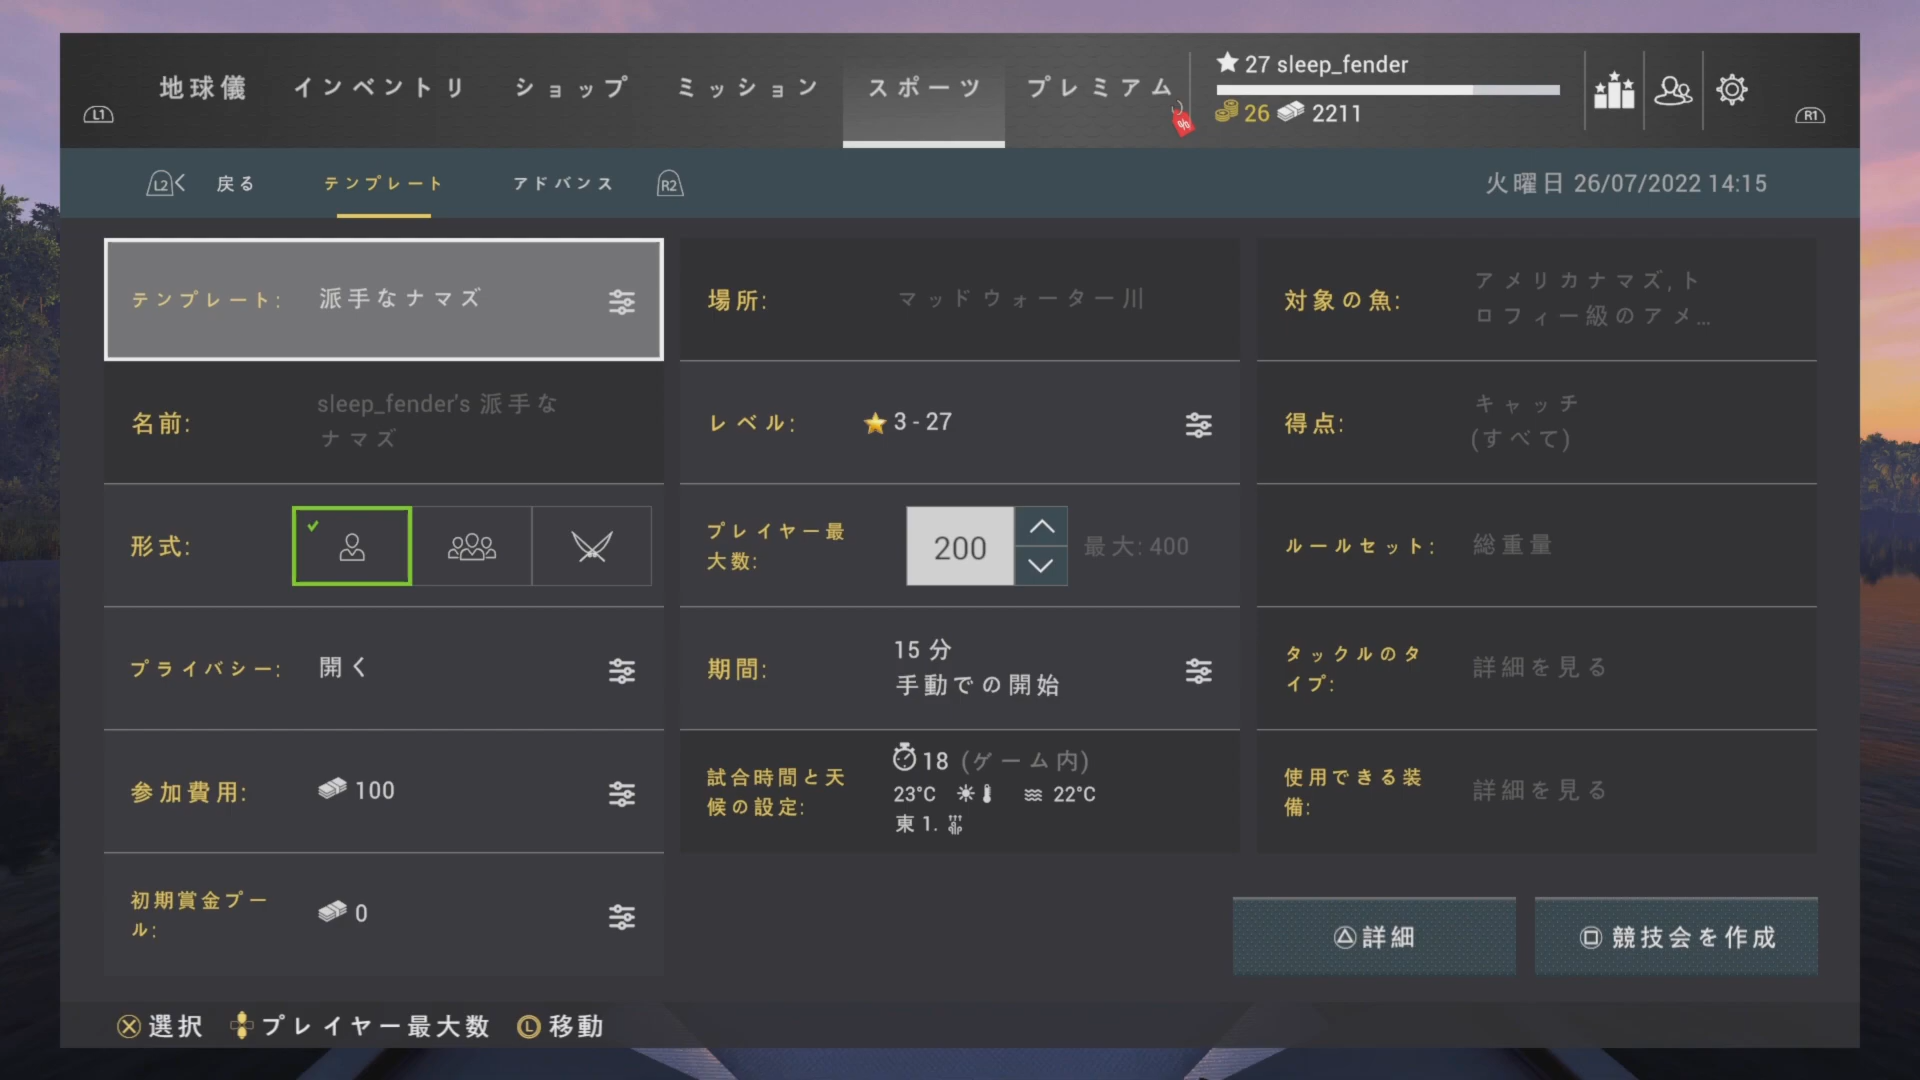 地球儀 インベントリ ショップ ミッション スポーツ プレミアム
27 sleep_fender
26 2211
L1
R1
L2 戻る テンプレート アドバンス R2
火曜日 26/07/2022 14:15
テンプレート: 派手なナマズ
名前: sleep_fender's 派手な
ナマズ
形式:
プライバシー: 開く
参加費用: 100
初期賞金プー
ル: 0
場所: マッドウォーター川
レベル: 3 - 27
プレイヤー最
大数: 200 最大: 400
期間: 15 分
手動での開始
試合時間と天
候の設定: 18 (ゲーム内)
23°C 22°C
東 1.
対象の魚: アメリカナマズ, ト
ロフィー級のアメ...
得点: キャッチ
(すべて)
ルールセット: 総重量
タックルのタ
イプ: 詳細を見る
使用できる装
備: 詳細を見る
詳細
競技会を作成
選択 プレイヤー最大数 L 移動